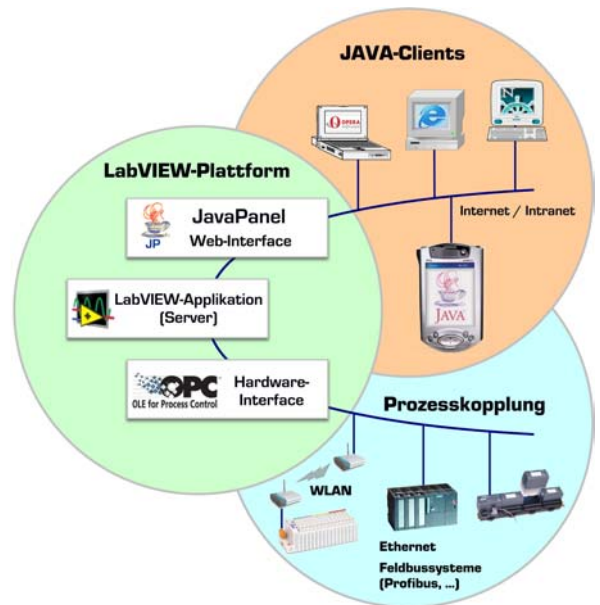 JAVA-Clients
OPERA
N
LabVIEW-Plattform
JavaPanel
Web-Interface
JP
Internet / Intranet
LabVIEW-Applikation
(Server)
JAVA
OPC
OLE for Process Control
Hardware-
Interface
Prozesskopplung
WLAN
Ethernet
Feldbussysteme
(Profibus, ...)